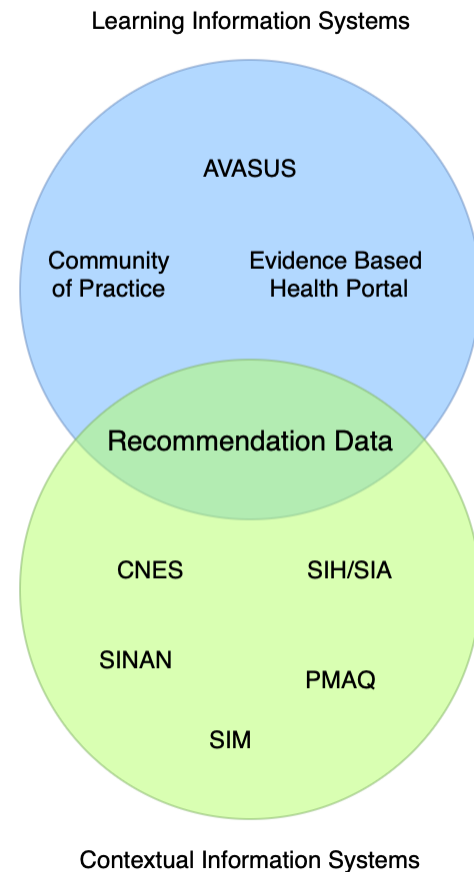 Learning Information Systems
AVASUS
Community
of Practice
Evidence Based
Health Portal
Recommendation Data
CNES
SIH/SIA
SINAN
PMAQ
SIM
Contextual Information Systems